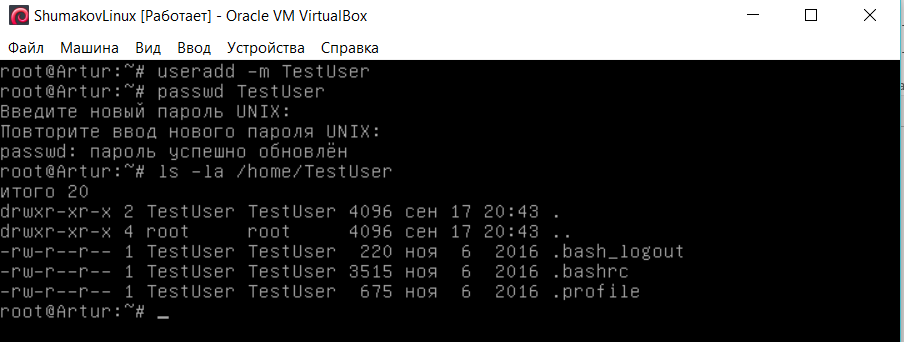 ShumakovLinux [Работает] - Oracle VM VirtualBox
Файл Машина Вид Ввод Устройства Справка
root@Artur:~# useradd -m TestUser
root@Artur:~# passwd TestUser
Введите новый пароль UNIX:
Повторите ввод нового пароля UNIX:
passwd: пароль успешно обновлён
root@Artur:~# ls -la /home/TestUser
итого 20
drwxr-xr-x 2 TestUser TestUser 4096 сен 17 20:43 .
drwxr-xr-x 4 root     root     4096 сен 17 20:43 ..
-rw-r--r-- 1 TestUser TestUser  220 ноя  6  2016 .bash_logout
-rw-r--r-- 1 TestUser TestUser 3515 ноя  6  2016 .bashrc
-rw-r--r-- 1 TestUser TestUser  675 ноя  6  2016 .profile
root@Artur:~# _